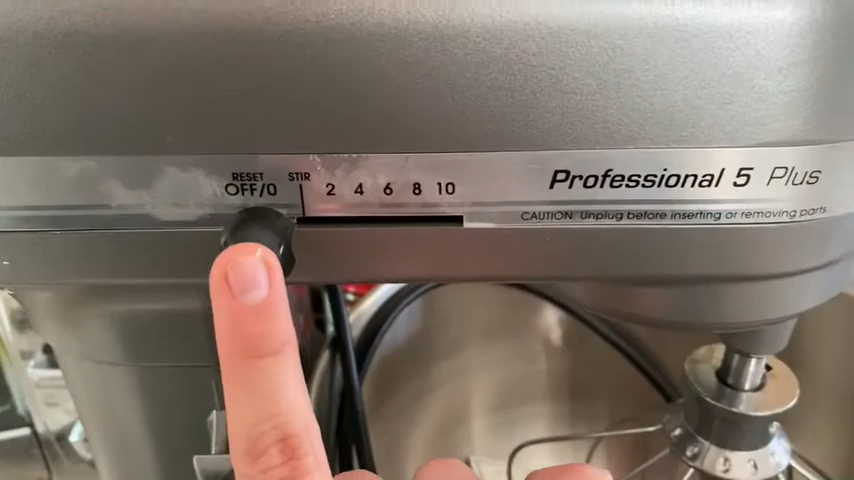 RESET STIR
OFF/0 2 4 6 8 10
Professional 5 Plus
CAUTION: Unplug before inserting or removing parts